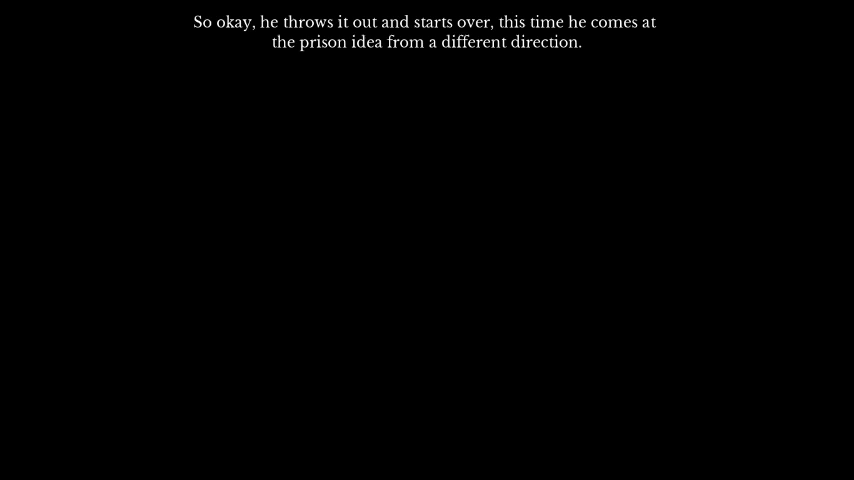 So okay, he throws it out and starts over, this time he comes at
the prison idea from a different direction.